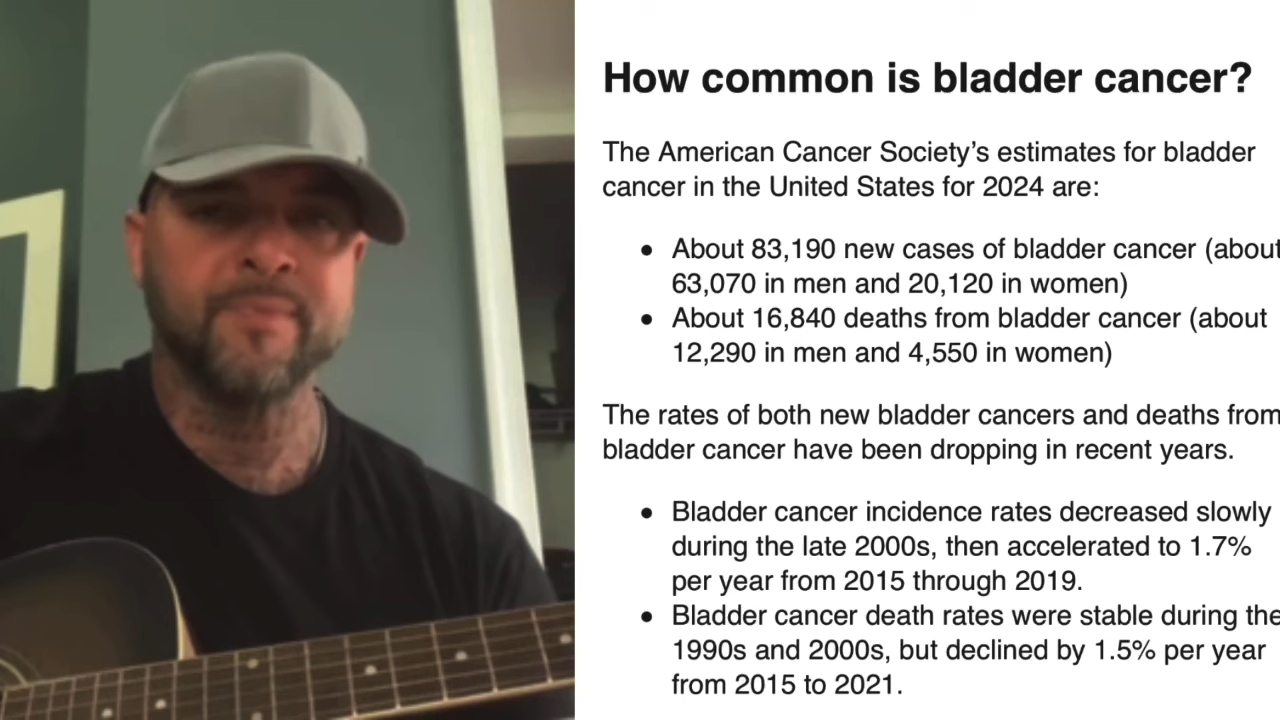 How common is bladder cancer?
The American Cancer Society’s estimates for bladder
cancer in the United States for 2024 are:
• About 83,190 new cases of bladder cancer (about
63,070 in men and 20,120 in women)
• About 16,840 deaths from bladder cancer (about
12,290 in men and 4,550 in women)
The rates of both new bladder cancers and deaths from
bladder cancer have been dropping in recent years.
• Bladder cancer incidence rates decreased slowly
during the late 2000s, then accelerated to 1.7%
per year from 2015 through 2019.
• Bladder cancer death rates were stable during the
1990s and 2000s, but declined by 1.5% per year
from 2015 to 2021.